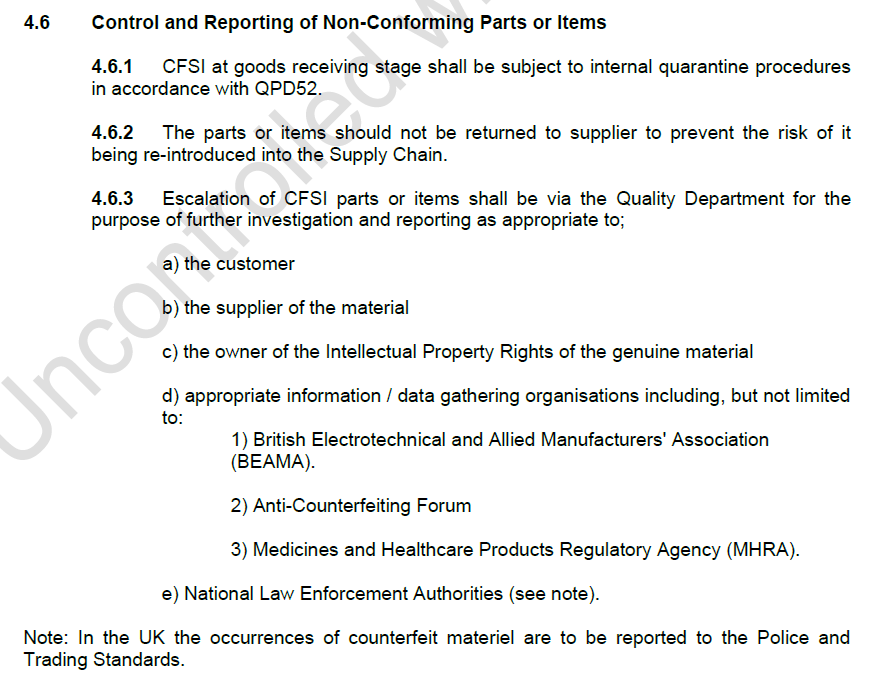 4.6 Control and Reporting of Non-Conforming Parts or Items
4.6.1 CFSI at goods receiving stage shall be subject to internal quarantine procedures
in accordance with QPD52.
4.6.2 The parts or items should not be returned to supplier to prevent the risk of it
being re-introduced into the Supply Chain.
4.6.3 Escalation of CFSI parts or items shall be via the Quality Department for the
purpose of further investigation and reporting as appropriate to;
a) the customer
b) the supplier of the material
c) the owner of the Intellectual Property Rights of the genuine material
d) appropriate information / data gathering organisations including, but not limited
to:
1) British Electrotechnical and Allied Manufacturers' Association
(BEAMA).
2) Anti-Counterfeiting Forum
3) Medicines and Healthcare Products Regulatory Agency (MHRA).
e) National Law Enforcement Authorities (see note).
Note: In the UK the occurrences of counterfeit materiel are to be reported to the Police and
Trading Standards.
Uncontrolled